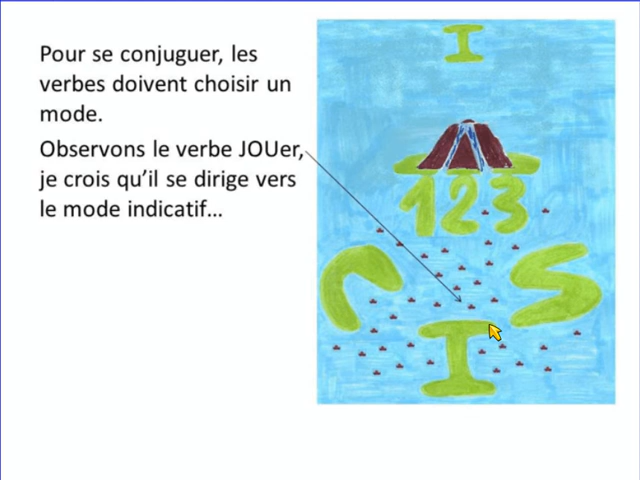 Pour se conjuguer, les
verbes doivent choisir un
mode.
Observons le verbe JOUer,
je crois qu'il se dirige vers
le mode indicatif…
I
123
C S
I